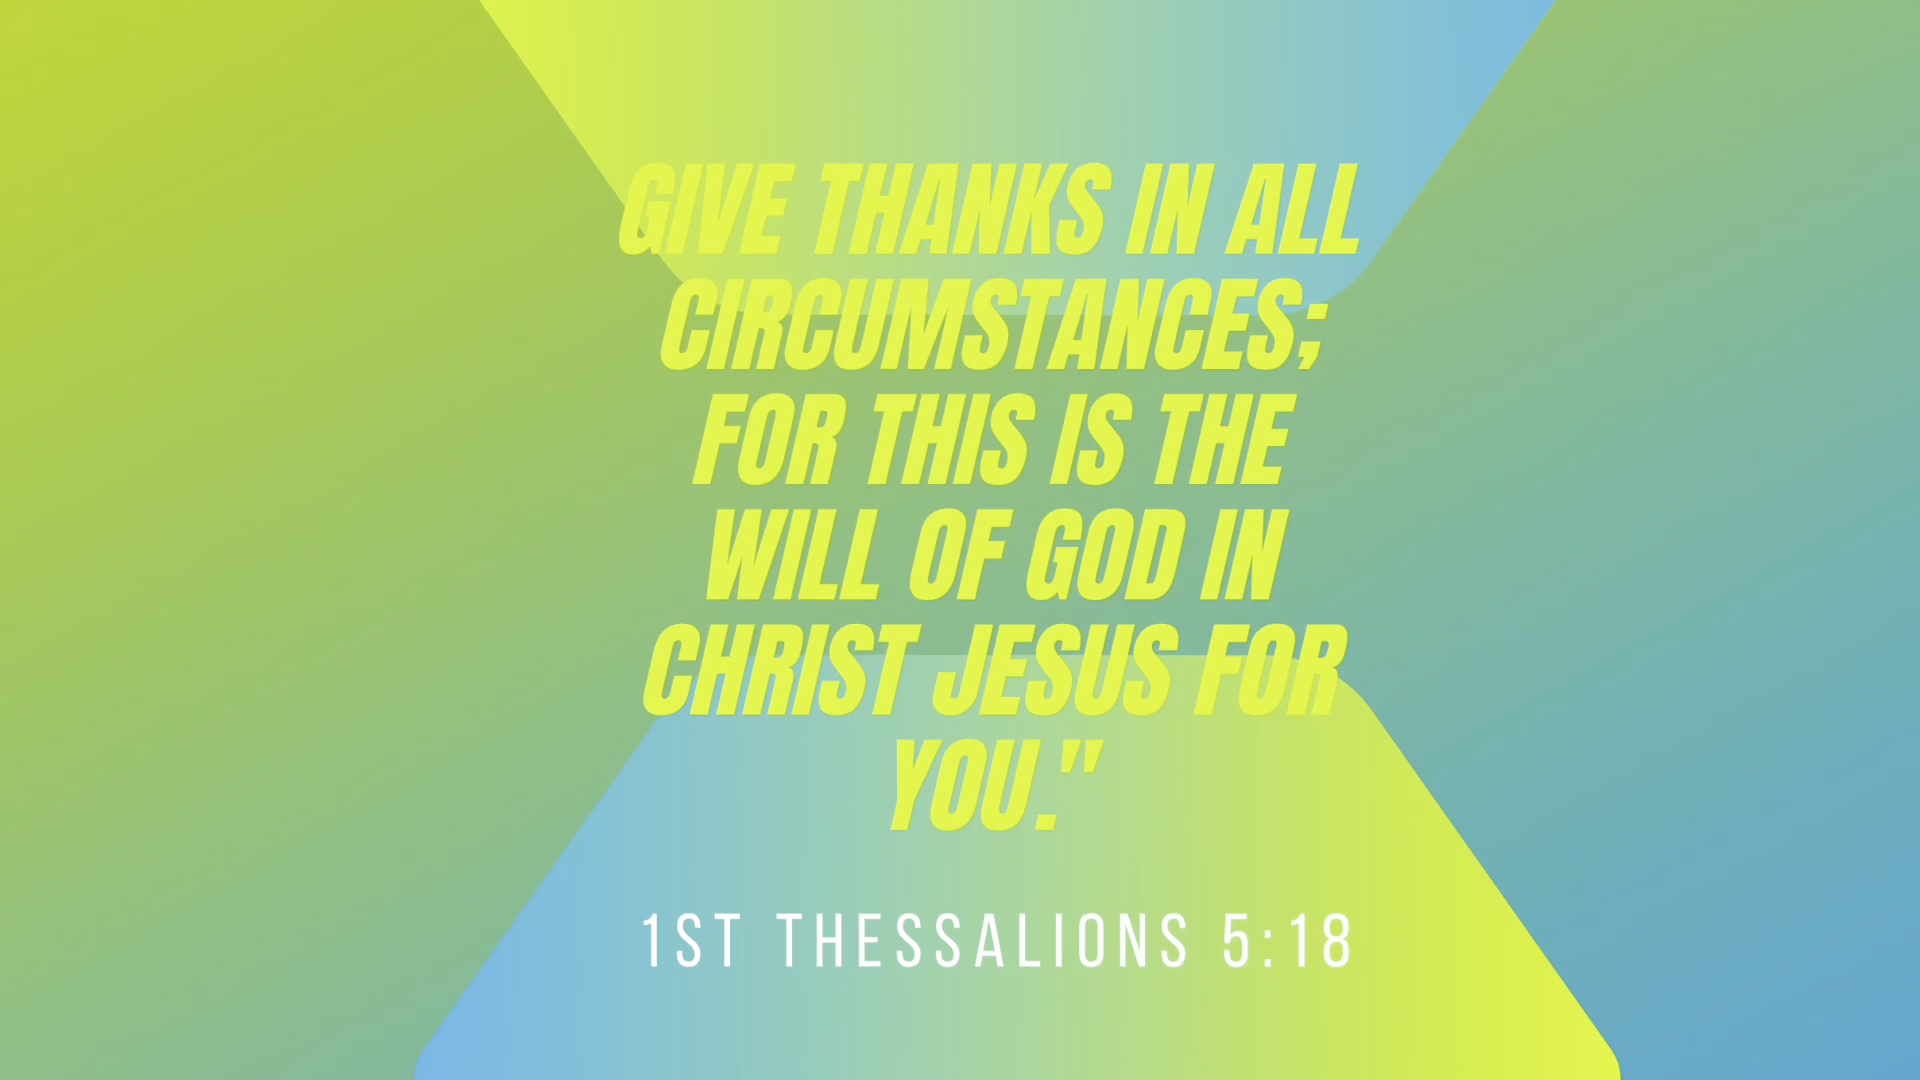 GIVE THANKS IN ALL
CIRCUMSTANCES;
FOR THIS IS THE
WILL OF GOD IN
CHRIST JESUS FOR
YOU."
1ST THESSALIONS 5:18